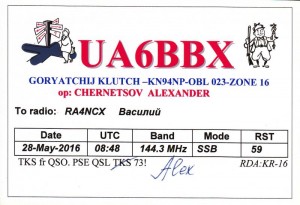 UA6BBX
GORYATCHIJ KLUTCH –KN94NP-OBL 023-ZONE 16
op: CHERNETSOV ALEXANDER
To radio: RA4NCX Василий
Date UTC Band Mode RST
28-May-2016 08:48 144.3 MHz SSB 59
TKS fr QSO. PSE QSL TKS 73! Alex RDA:KR-16